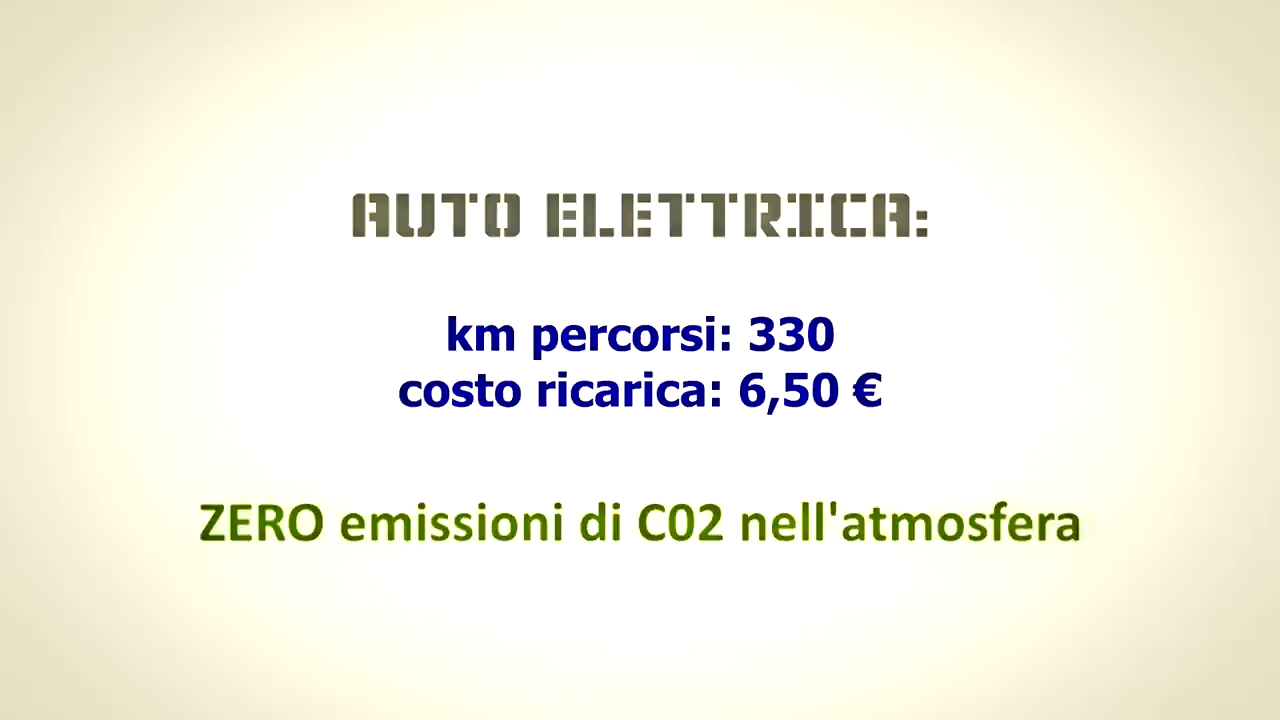 AUTO ELETTRICA:
km percorsi: 330
costo ricarica: 6,50 €
ZERO emissioni di C02 nell'atmosfera